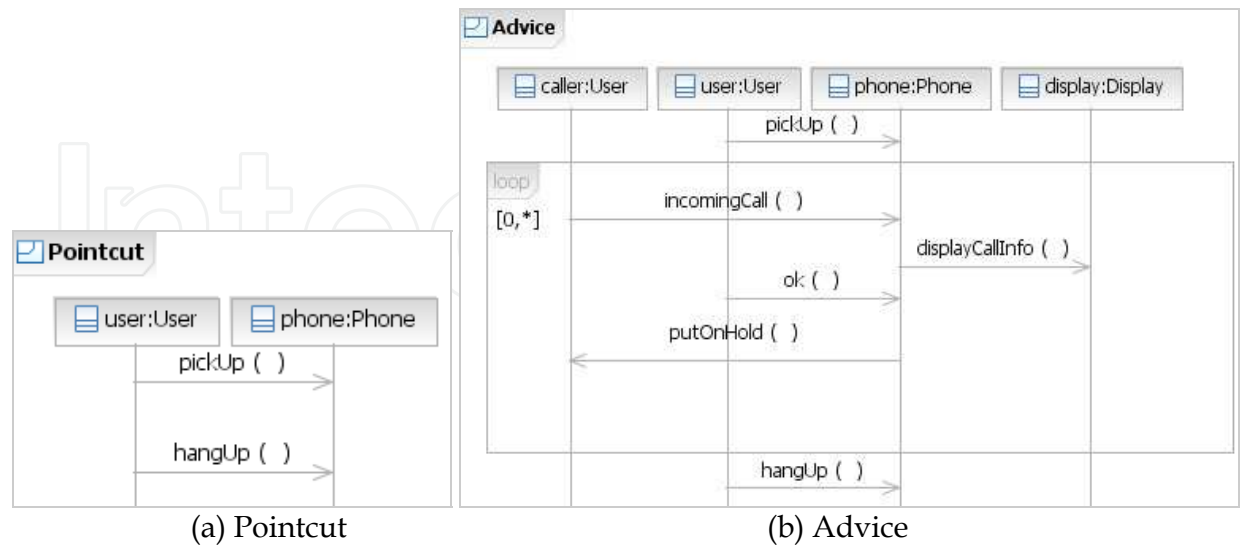 Pointcut
user:User
phone:Phone
pickUp ( )
hangUp ( )
(a) Pointcut
Advice
caller:User
user:User
phone:Phone
display:Display
pickUp ( )
loop
[0,*]
incomingCall ( )
displayCallInfo ( )
ok ( )
putOnHold ( )
hangUp ( )
(b) Advice